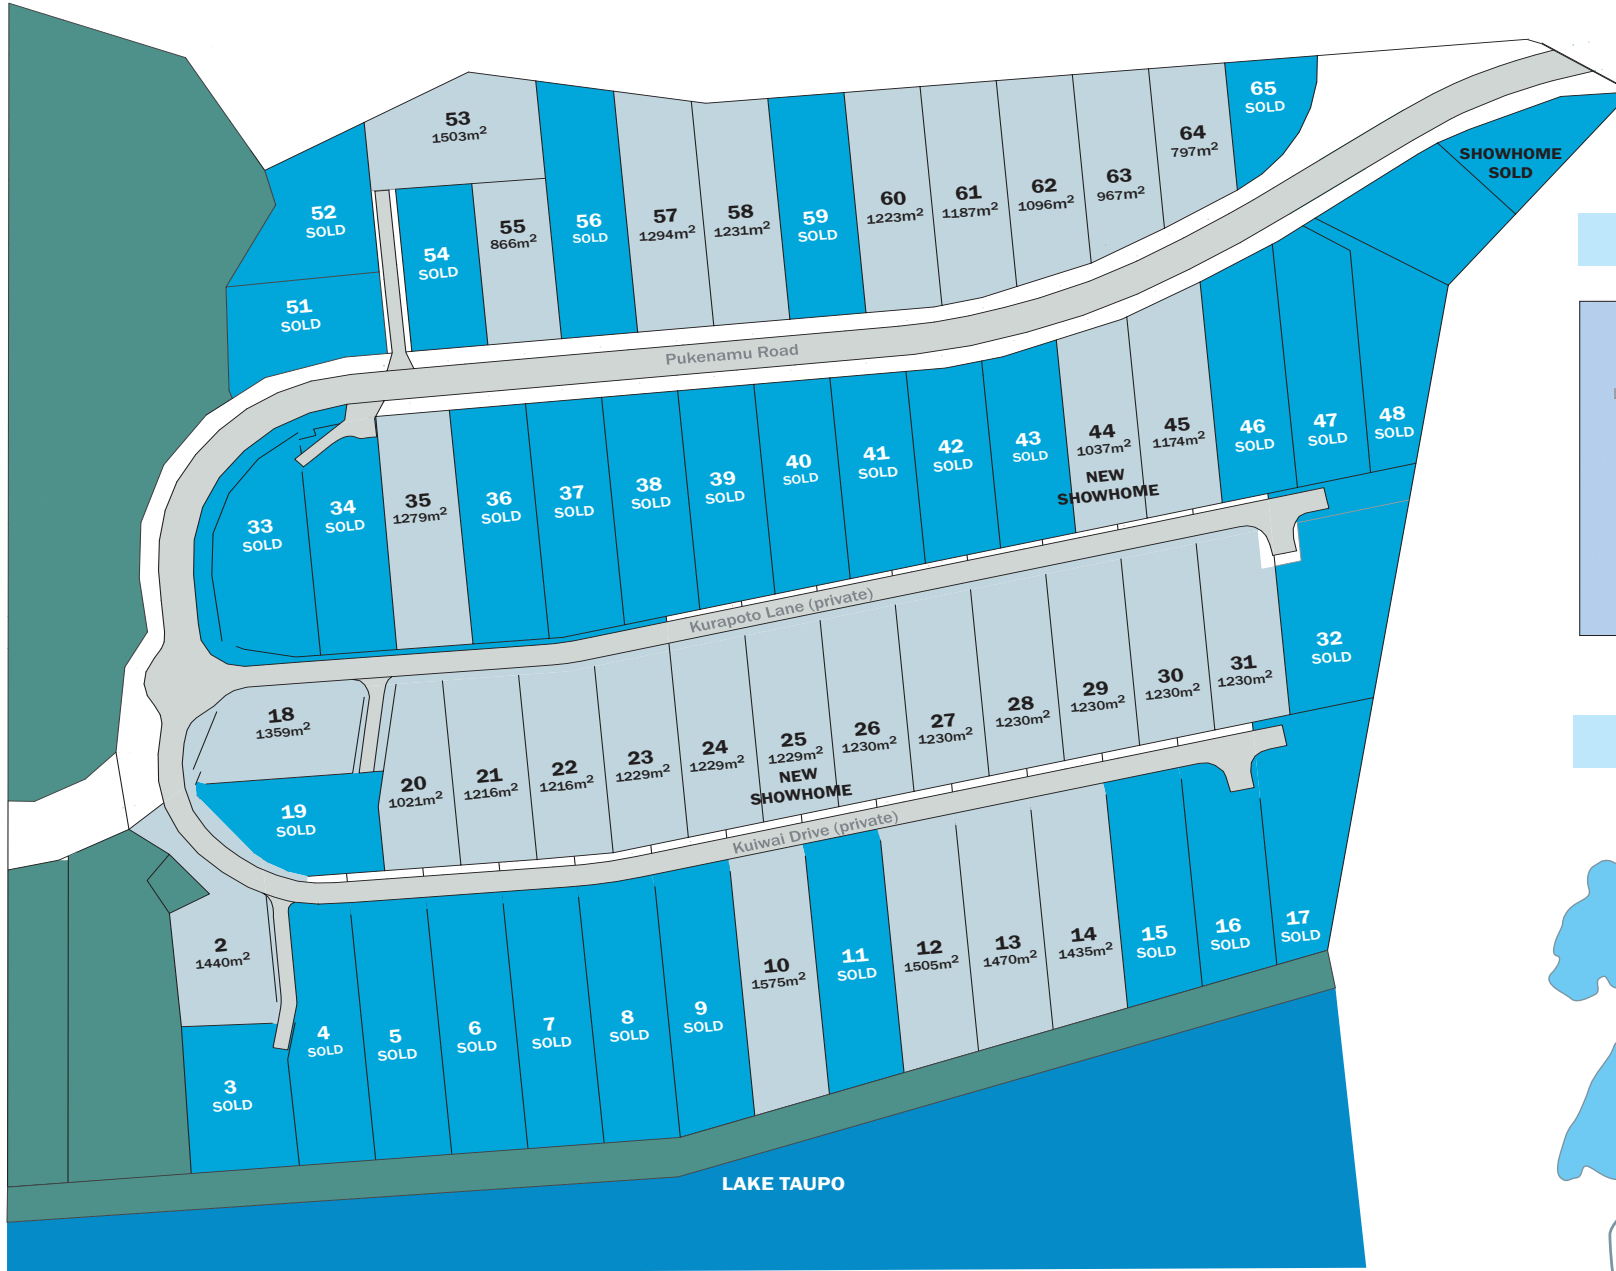 53
1503m²
65
SOLD
64
797m²
SHOWHOME
SOLD
52
SOLD
54
SOLD
55
866m²
56
SOLD
57
1294m²
58
1231m²
59
SOLD
60
1223m²
61
1187m²
62
1096m²
63
967m²
51
SOLD
Pukenamu Road
33
SOLD
34
SOLD
35
1279m²
36
SOLD
37
SOLD
38
SOLD
39
SOLD
40
SOLD
41
SOLD
42
SOLD
43
SOLD
44
1037m²
NEW
SHOWHOME
45
1174m²
46
SOLD
47
SOLD
48
SOLD
Kurapoto Lane (private)
32
SOLD
18
1359m²
19
SOLD
20
1021m²
21
1216m²
22
1216m²
23
1229m²
24
1229m²
25
1229m²
NEW
SHOWHOME
26
1230m²
27
1230m²
28
1230m²
29
1230m²
30
1230m²
31
1230m²
Kuiwai Drive (private)
2
1440m²
3
SOLD
4
SOLD
5
SOLD
6
SOLD
7
SOLD
8
SOLD
9
SOLD
10
1575m²
11
SOLD
12
1505m²
13
1470m²
14
1435m²
15
SOLD
16
SOLD
17
SOLD
LAKE TAUPO